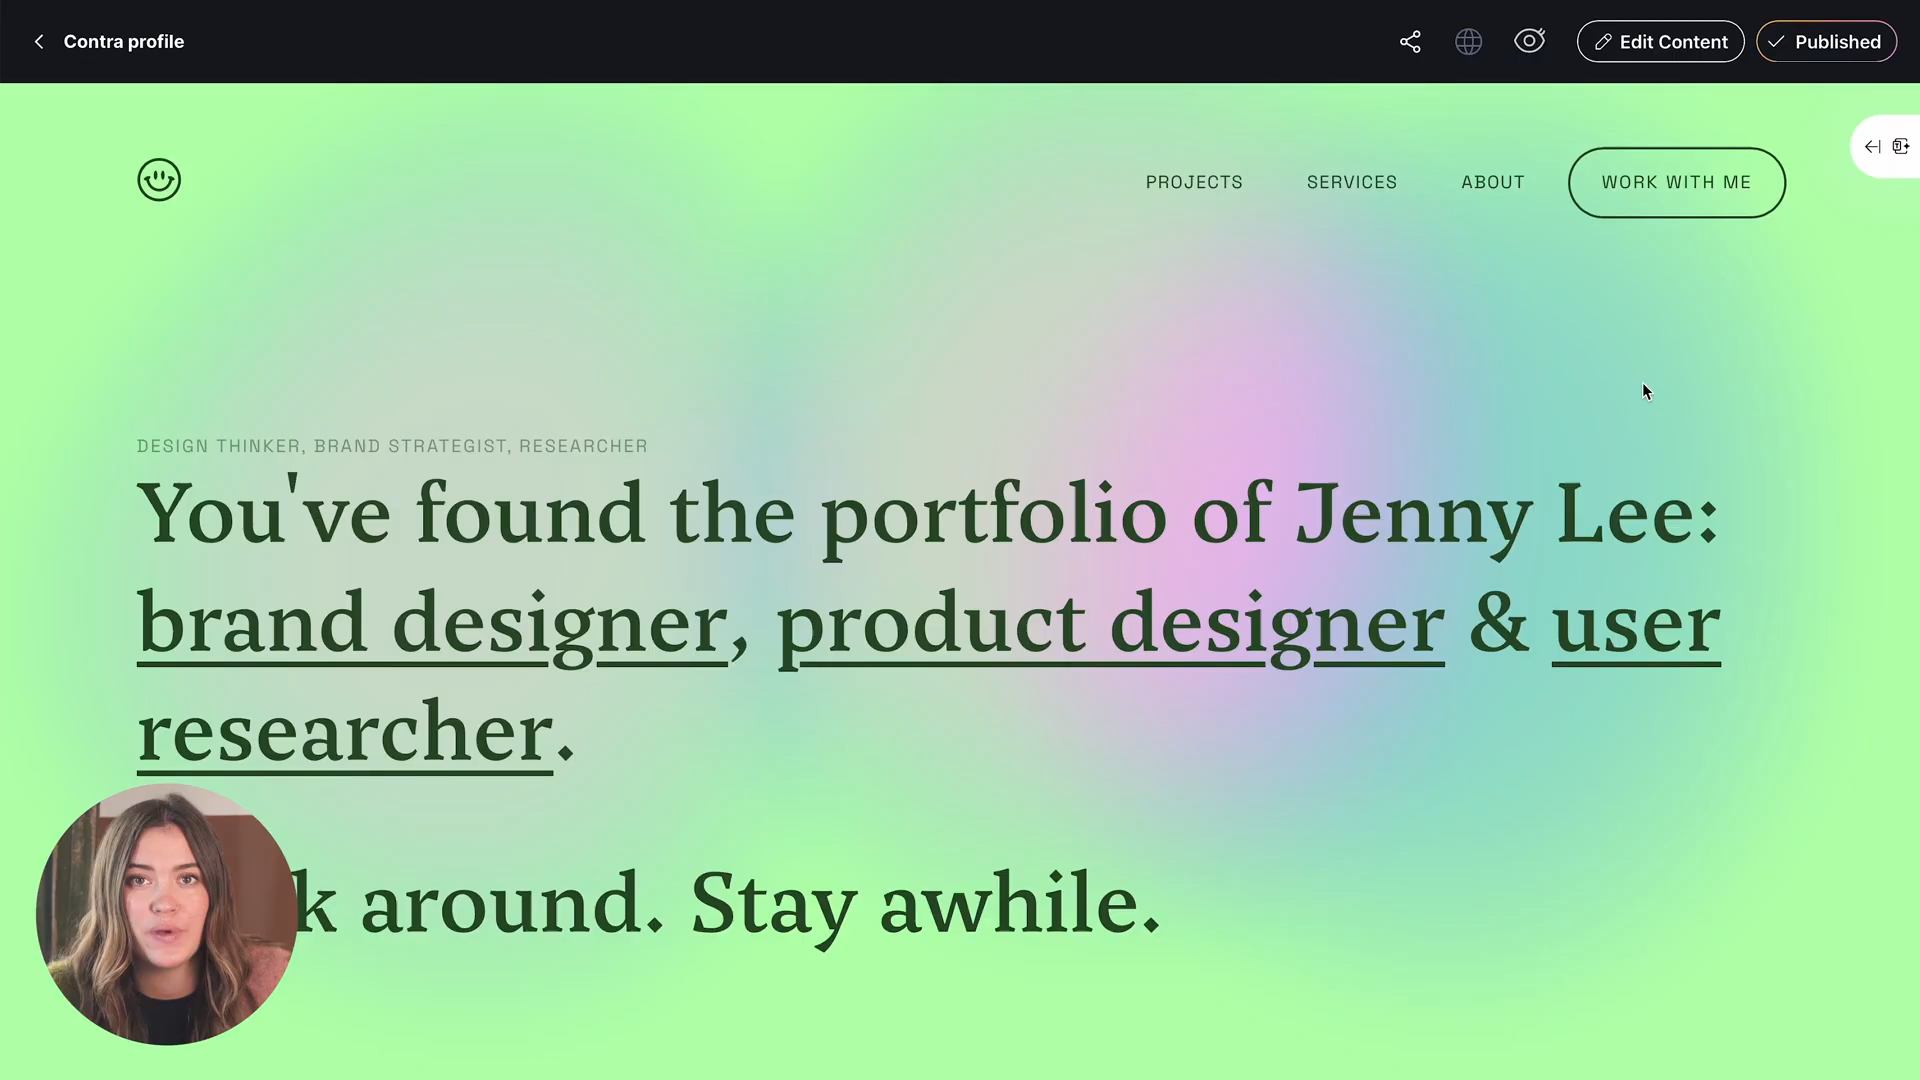 Contra profile
Edit Content
Published
PROJECTS
SERVICES
ABOUT
WORK WITH ME
DESIGN THINKER, BRAND STRATEGIST, RESEARCHER
You've found the portfolio of Jenny Lee:
brand designer, product designer & user
researcher.
around. Stay awhile.